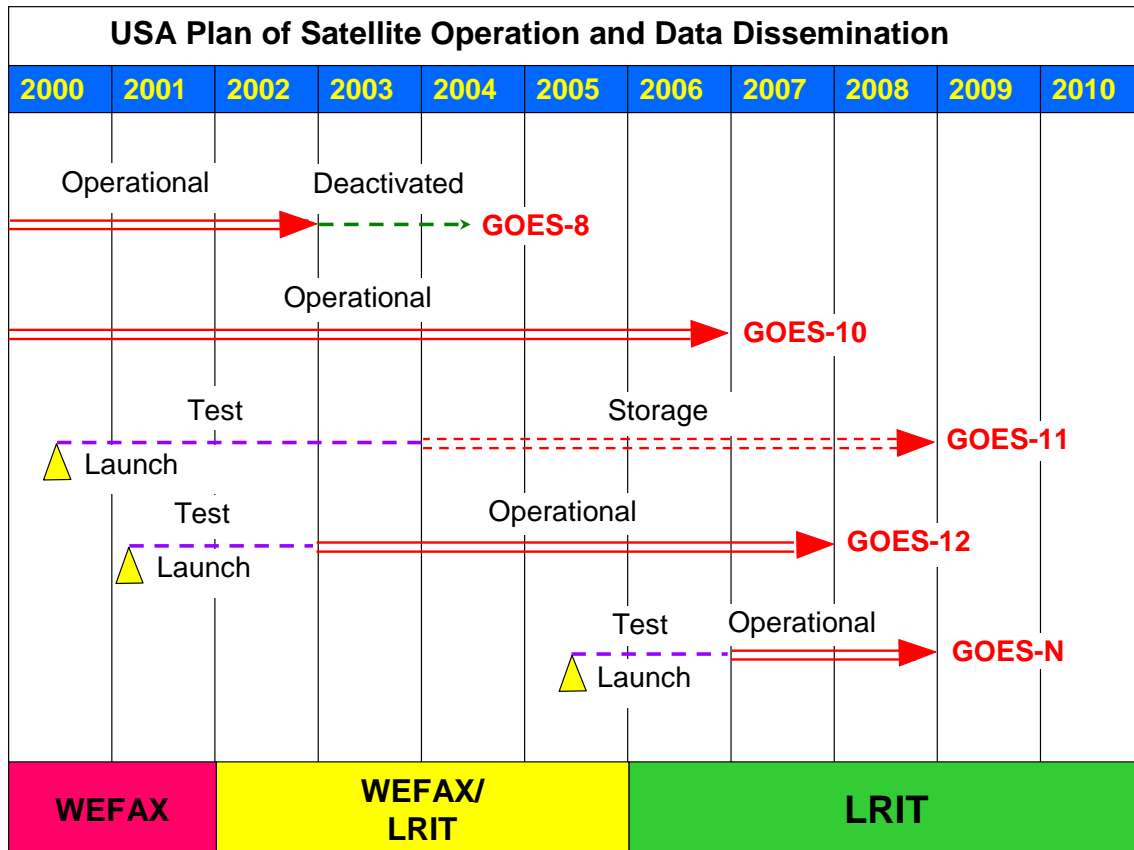 USA Plan of Satellite Operation and Data Dissemination
2000 2001 2002 2003 2004 2005 2006 2007 2008 2009 2010
Operational Deactivated
GOES-8
Operational
GOES-10
Test Storage
GOES-11
Launch
Test Operational
GOES-12
Launch
Test Operational
GOES-N
Launch
WEFAX
WEFAX/
LRIT
LRIT